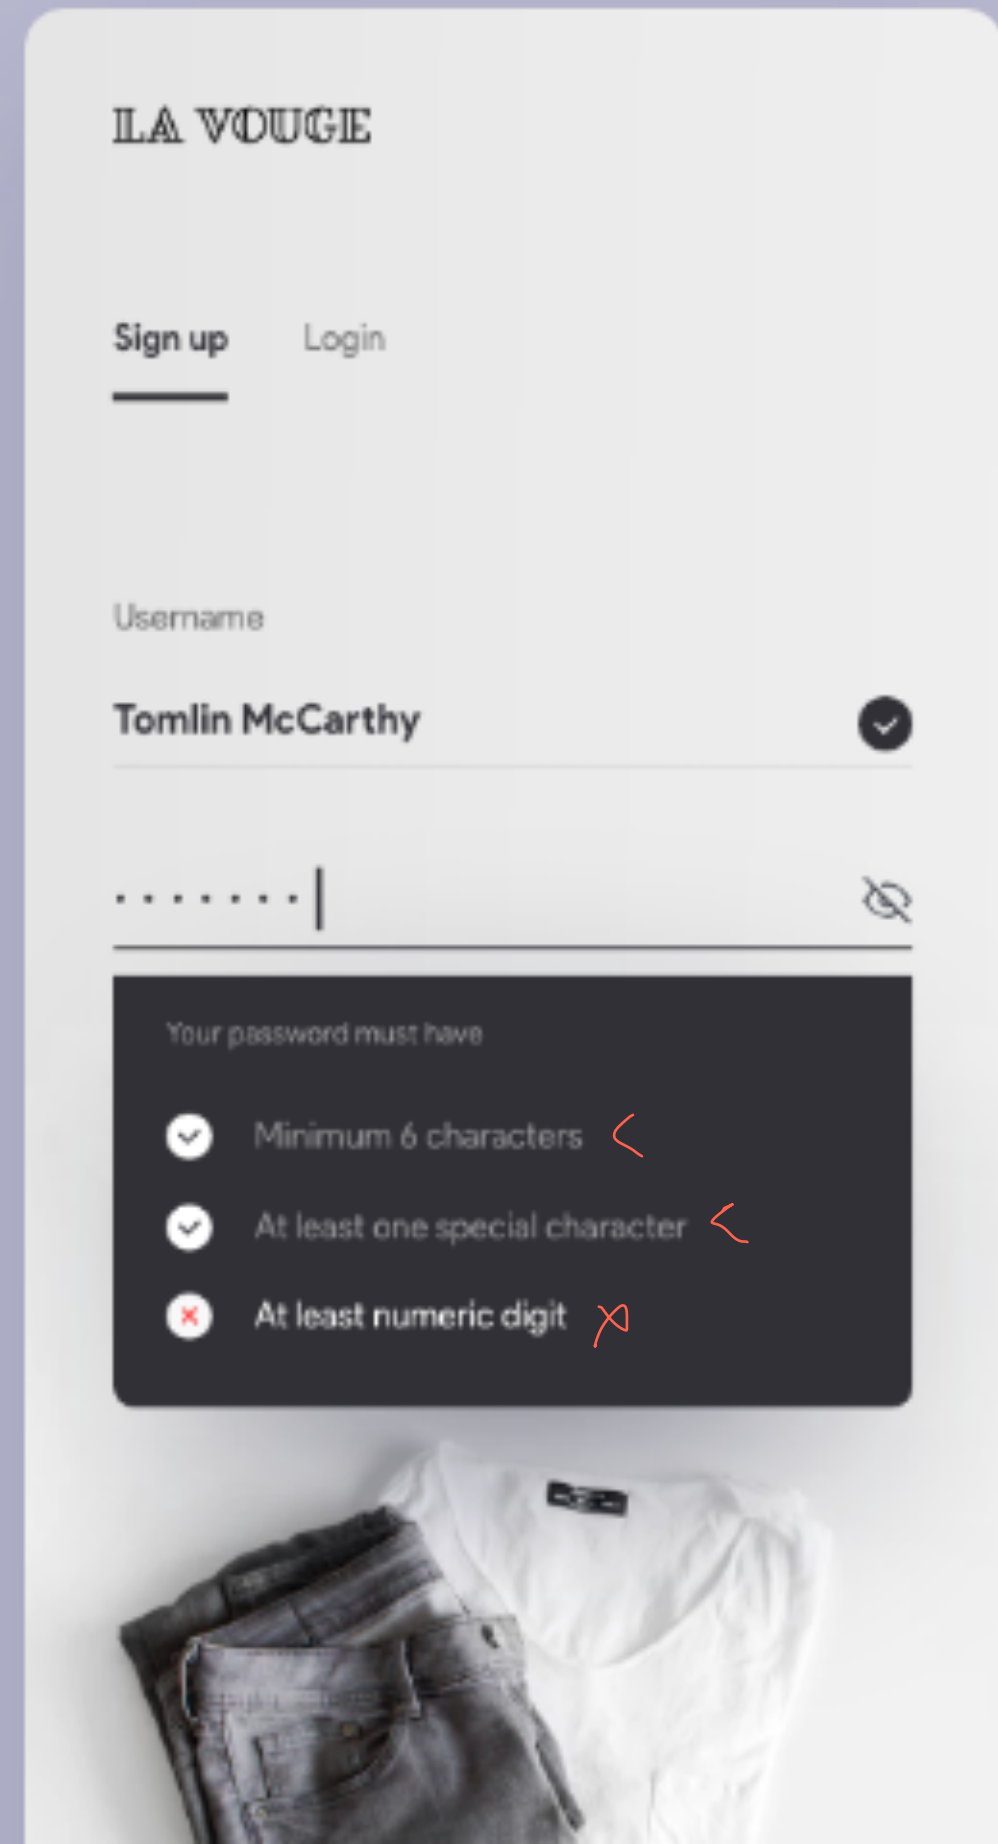 LA VOUGE
Sign up Login
Username
Tomlin McCarthy
Your password must have
Minimum 6 characters
At least one special character
At least numeric digit